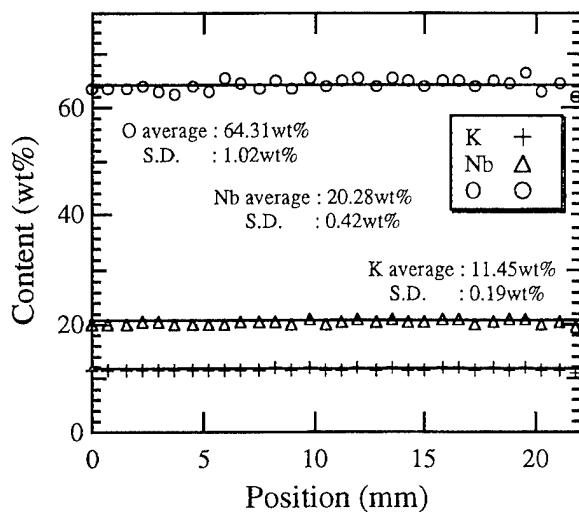 60
40
20
0
Content (wt%)
O average : 64.31wt%
S.D. : 1.02wt%
Nb average : 20.28wt%
S.D. : 0.42wt%
K average : 11.45wt%
S.D. : 0.19wt%
K +
Nb △
O ○
0 5 10 15 20
Position (mm)